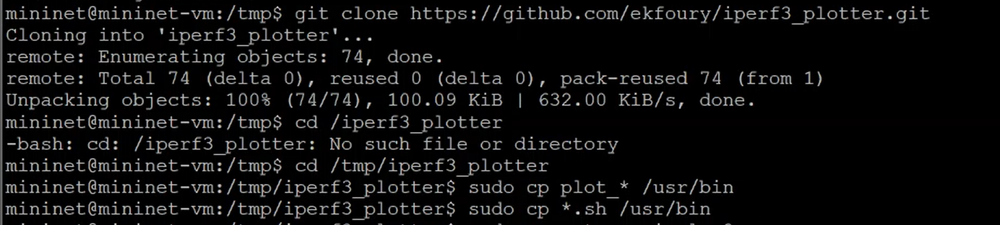 mininet@mininet-vm:/tmp$ git clone https://github.com/ekfoury/iperf3_plotter.git
Cloning into 'iperf3_plotter'...
remote: Enumerating objects: 74, done.
remote: Total 74 (delta 0), reused 0 (delta 0), pack-reused 74 (from 1)
Unpacking objects: 100% (74/74), 100.09 KiB | 632.00 KiB/s, done.
mininet@mininet-vm:/tmp$ cd /iperf3_plotter
-bash: cd: /iperf3_plotter: No such file or directory
mininet@mininet-vm:/tmp$ cd /tmp/iperf3_plotter
mininet@mininet-vm:/tmp/iperf3_plotter$ sudo cp plot_* /usr/bin
mininet@mininet-vm:/tmp/iperf3_plotter$ sudo cp *.sh /usr/bin